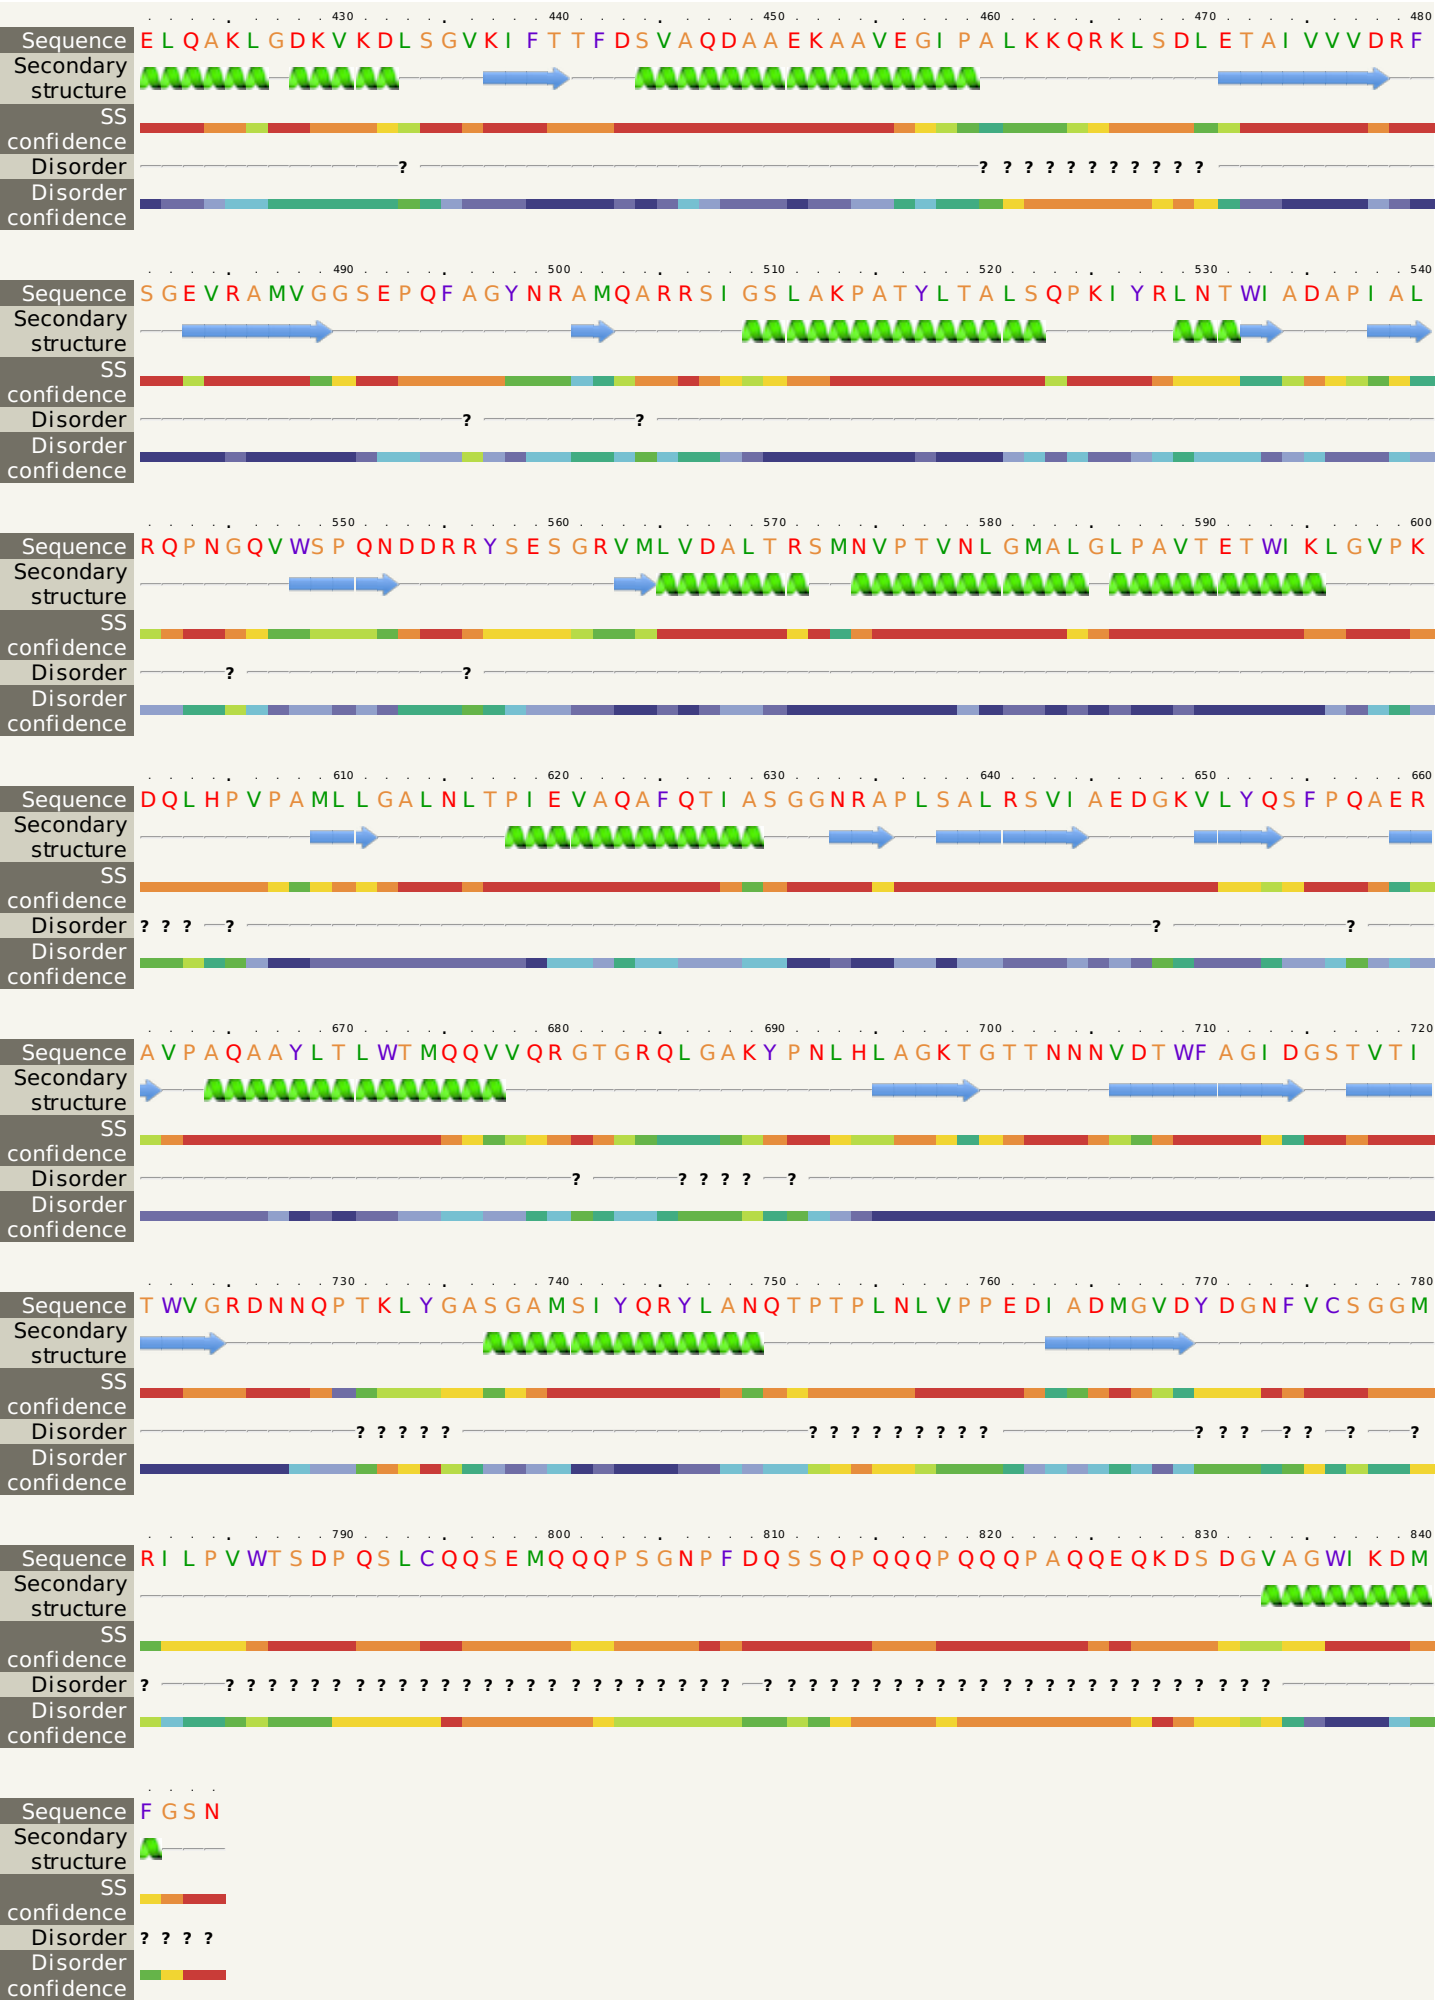 430 440 450 460 470 480
Sequence ELQAKLGDKVKDLSGVKIFTTFDSVAQDAAEKAAVEGIPALKKQRKLSDLETAIVVVDRF
Secondary
structure
SS
confidence
Disorder ? ? ? ? ? ? ? ? ? ? ? ?
Disorder
confidence
490 500 510 520 530 540
Sequence SGEVRAMVGGSEPQFAGYNRAMQARRSIGSLAKPATYLTALSQPKIYRLNTWIADAPIAL
Secondary
structure
SS
confidence
Disorder ? ?
Disorder
confidence
550 560 570 580 590 600
Sequence RQPNGQVWSPQNDDRRYSESGRVMLVDALTRSMNVPTVNLGMALGLPAVTETWIKLGVPK
Secondary
structure
SS
confidence
Disorder ? ?
Disorder
confidence
610 620 630 640 650 660
Sequence DQLHPVPAMLLGALNLTPIEVAQAFQTIASGGNRAPLSALRSVIAEDGKVLYQSFPQAER
Secondary
structure
SS
confidence
Disorder ? ? ? ? ? ?
Disorder
confidence
670 680 690 700 710 720
Sequence AVPAQAAYLTLWTMQQVVQRGTGRQLGAKYPNLHLAGKTGTTNNNVDTWFAGIDGSTVTI
Secondary
structure
SS
confidence
Disorder ? ? ? ? ? ?
Disorder
confidence
730 740 750 760 770 780
Sequence TWVGRDNNQPTKLYGASGAMSIYQRYLANQTPTPLNLVPPEDIADMGVDYDGNFVCSGGM
Secondary
structure
SS
confidence
Disorder ? ? ? ? ? ? ? ? ? ? ? ? ? ? ? ? ? ? ? ?
Disorder
confidence
790 800 810 820 830 840
Sequence RILPVWTSDPQSLCQQSEMQQQPSGNPFDQSSQPQQQPQQQPAQQEQKDSDGVAGWIKDM
Secondary
structure
SS
confidence
Disorder ? ? ? ? ? ? ? ? ? ? ? ? ? ? ? ? ? ? ? ? ? ? ? ? ? ? ? ? ? ? ? ? ? ? ? ? ? ? ? ? ? ? ? ? ? ? ? ? ?
Disorder
confidence
Sequence FGSN
Secondary
structure
SS
confidence
Disorder ? ? ? ?
Disorder
confidence